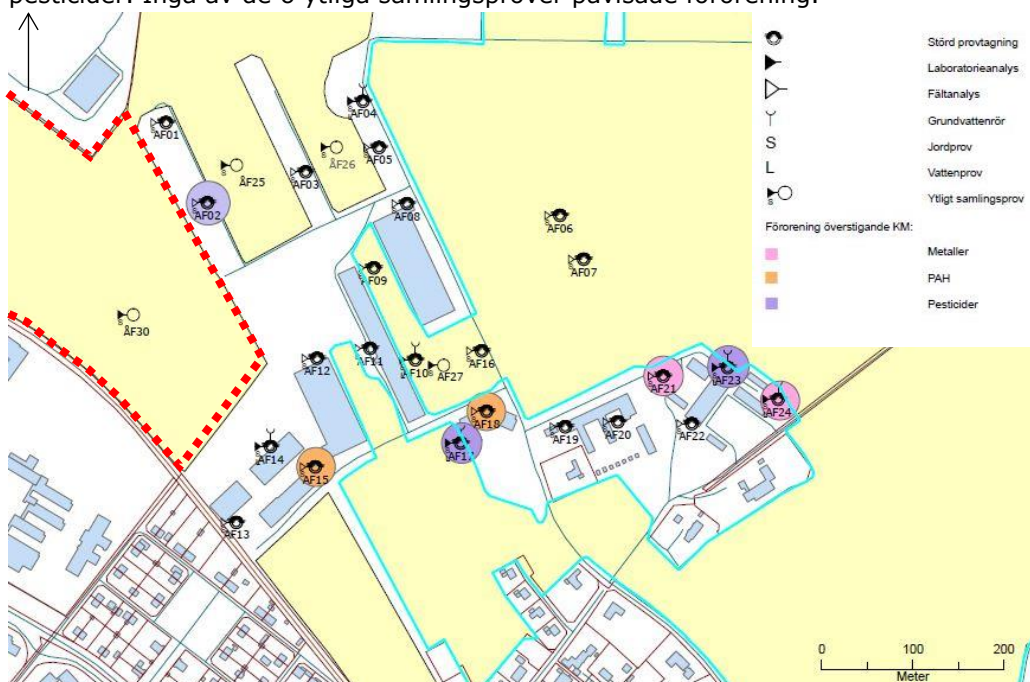 pesticider. Inga av de 6 ytliga samlingsprover påvisade förorening.
Störd provtagning
Laboratorieanalys
Fältanalys
Grundvattenrör
S
Jordprov
L
Vattenprov
S
Ytligt samlingsprov
Förorening överstigande KM:
Metaller
PAH
Pesticider
AF01
AF02
ÅF25
AF03
ÅF26
AF04
AF05
AF08
AF06
AF07
AF09
ÅF30
AF12
AF11
AF10
ÅF27
AF16
AF21
AF23
AF24
AF18
AF17
AF19
AF20
AF22
AF14
AF15
AF13
0
100
200
Meter